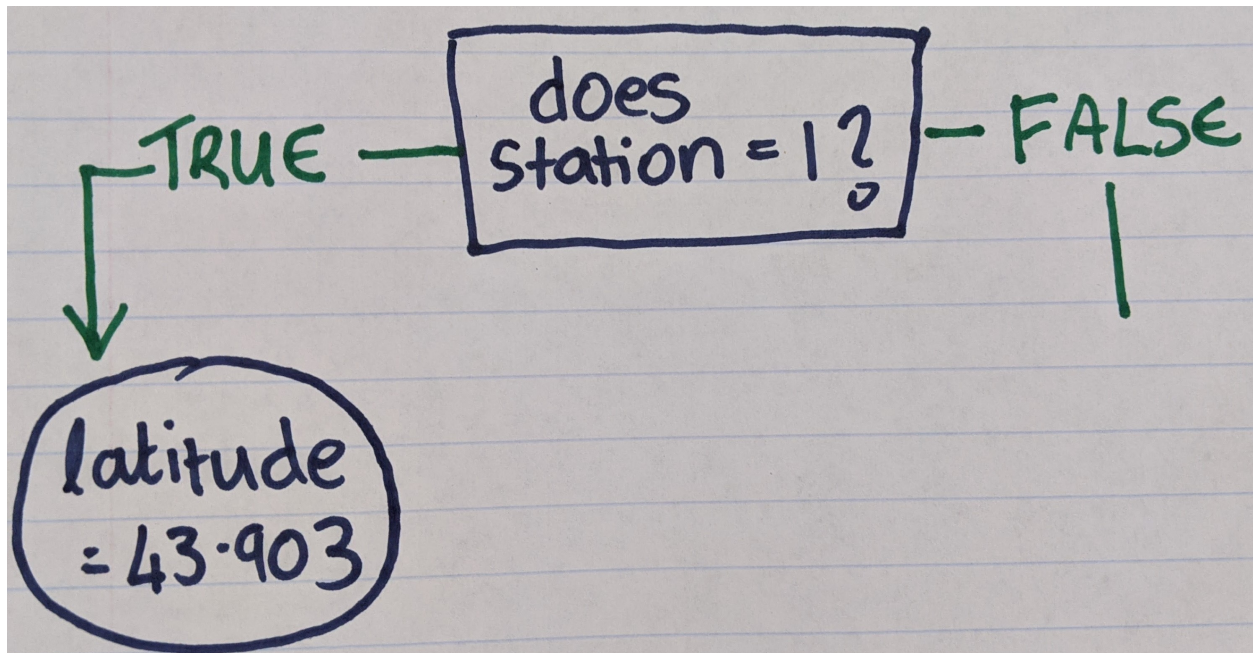 does
station = 1?
TRUE
FALSE
latitude
= 43.903